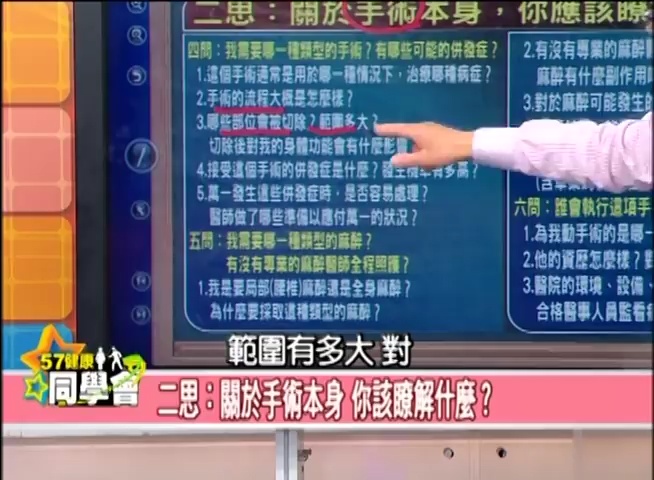 二思：關於手術本身，你應該瞭
四問：我需要哪一種類型的手術？有哪些可能的併發症？
1.這個手術通常是用於哪一種情況下，治療哪種病症？
2.手術的流程大概是怎麼樣？
3.哪些部位會被切除？範圍多大？
切除後對我的身體功能會有什麼影響
4.接受這個手術的併發症是什麼？發生機率有多高？
5.萬一發生這些併發症時，是否容易處理？
醫師做了哪些準備以應付萬一的狀況？
五問：我需要哪一種類型的麻醉？
有沒有專業的麻醉醫師全程照護？
1.我是要局部(腰椎)麻醉還是全身麻醉？
為什麼要採取這種類型的麻醉？
2.有沒有專業的麻醉
麻醉有什麼副作用
3.對於麻醉可能發生的
六問：誰會執行這項手
1.為我動手術的是哪一
2.他的資歷怎麼樣？對
3.醫院的環境、設備、
合格醫事人員監看
範圍有多大 對
57健康
同學會
二思：關於手術本身 你該瞭解什麼？